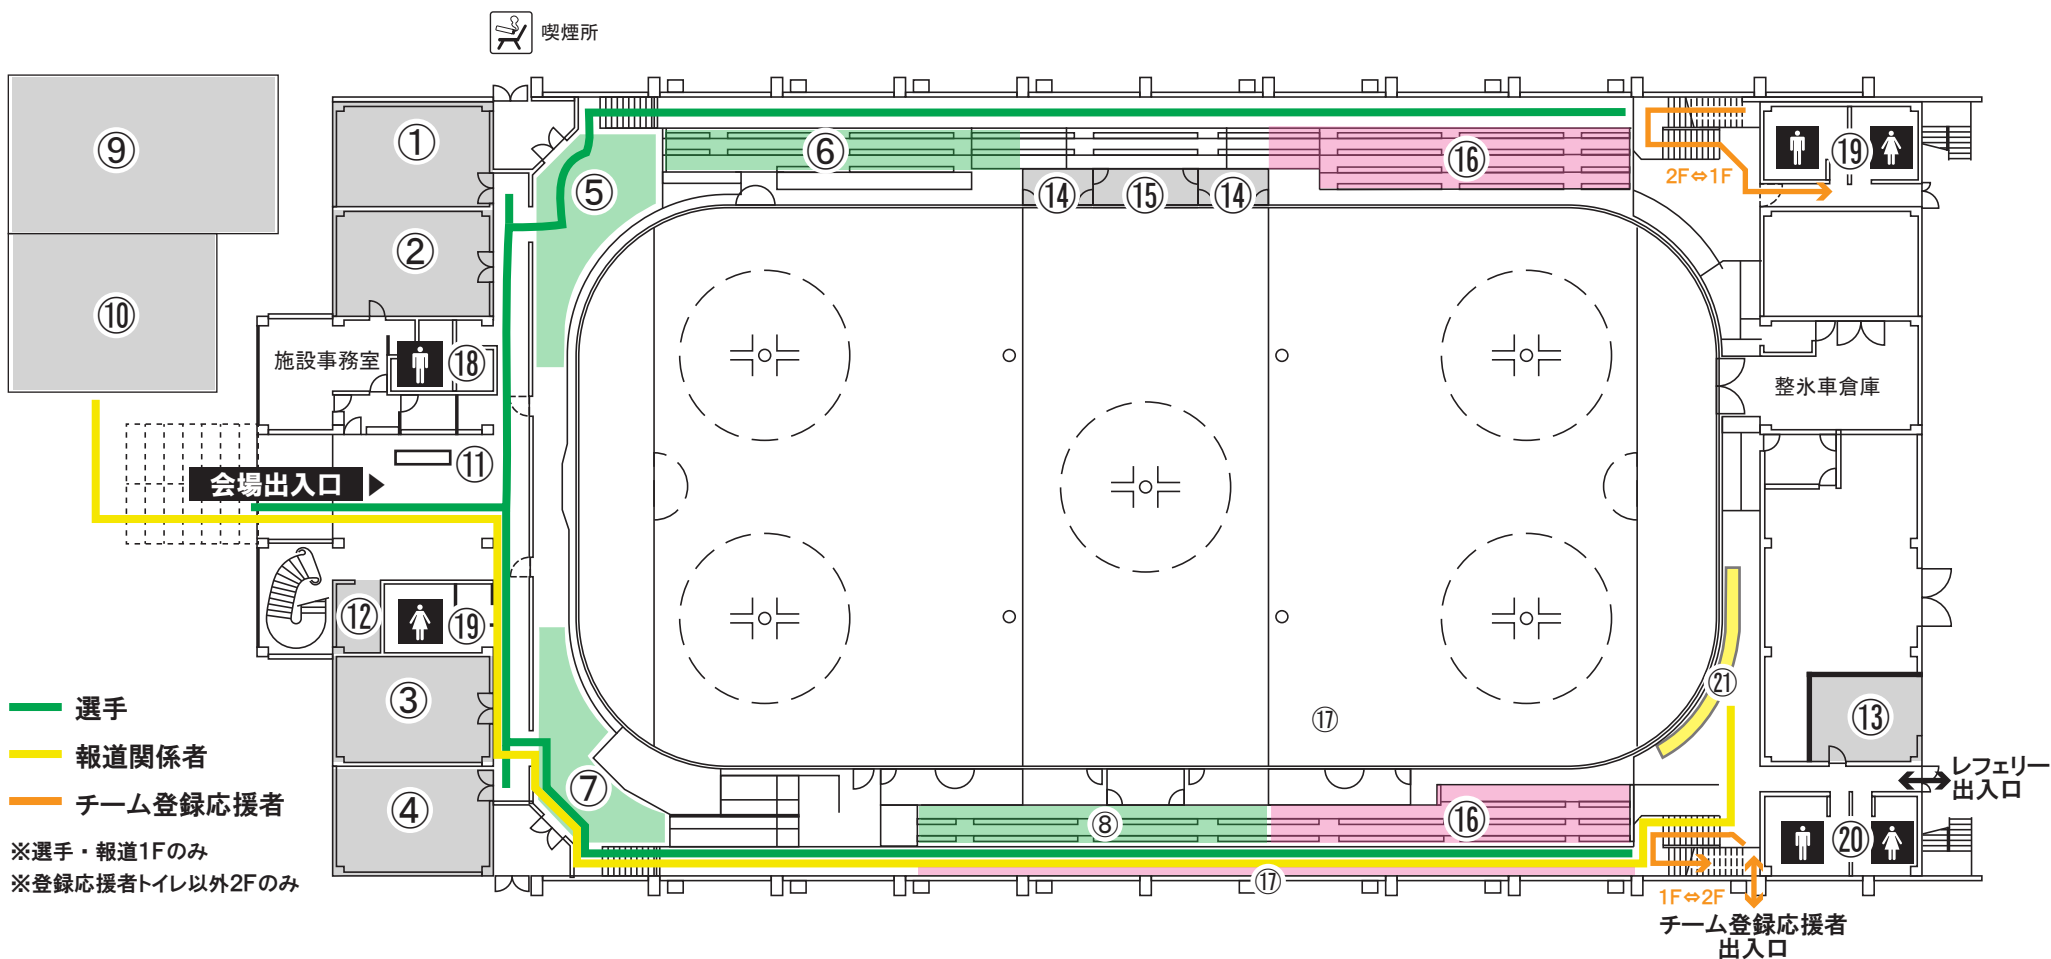 喫煙所
⑨
①
⑥
⑯
⑲
⑤
2F⇔1F
⑭
⑮
⑭
②
⑩
施設事務室
⑱
整氷車倉庫
⑪
会場出入口
⑫
⑲
③
選手
報道関係者
チーム登録応援者
※選手・報道1Fのみ
※登録応援者トイレ以外2Fのみ
④
⑦
⑧
⑯
⑰
⑰
㉑
⑬
レフェリー
出入口
⑳
1F⇔2F
チーム登録応援者
出入口